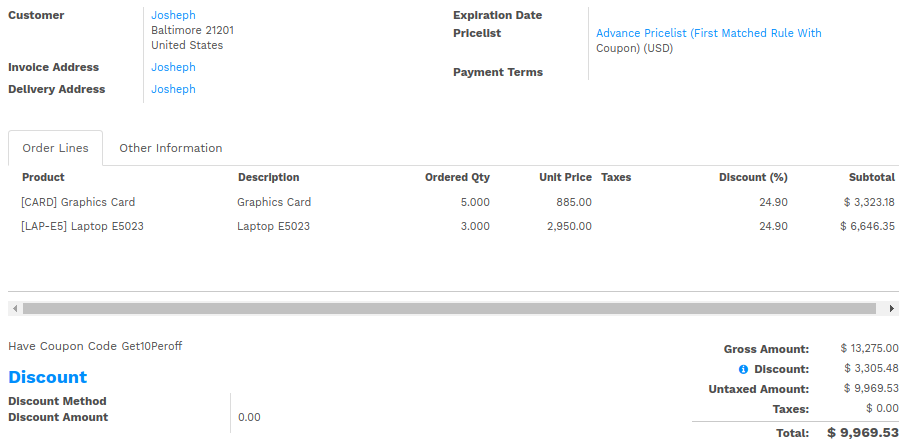 Customer
Josheph
Baltimore 21201
United States
Invoice Address
Josheph
Delivery Address
Josheph
Expiration Date
Pricelist
Advance Pricelist (First Matched Rule With
Coupon) (USD)
Payment Terms
Order Lines
Other Information
Product Description Ordered Qty Unit Price Taxes Discount (%) Subtotal
[CARD] Graphics Card Graphics Card 5.000 885.00 24.90 $ 3,323.18
[LAP-E5] Laptop E5023 Laptop E5023 3.000 2,950.00 24.90 $ 6,646.35
Have Coupon Code Get10Peroff
Discount
Discount Method
Discount Amount 0.00
Gross Amount: $ 13,275.00
Discount: $ 3,305.48
Untaxed Amount: $ 9,969.53
Taxes: $ 0.00
Total: $ 9,969.53